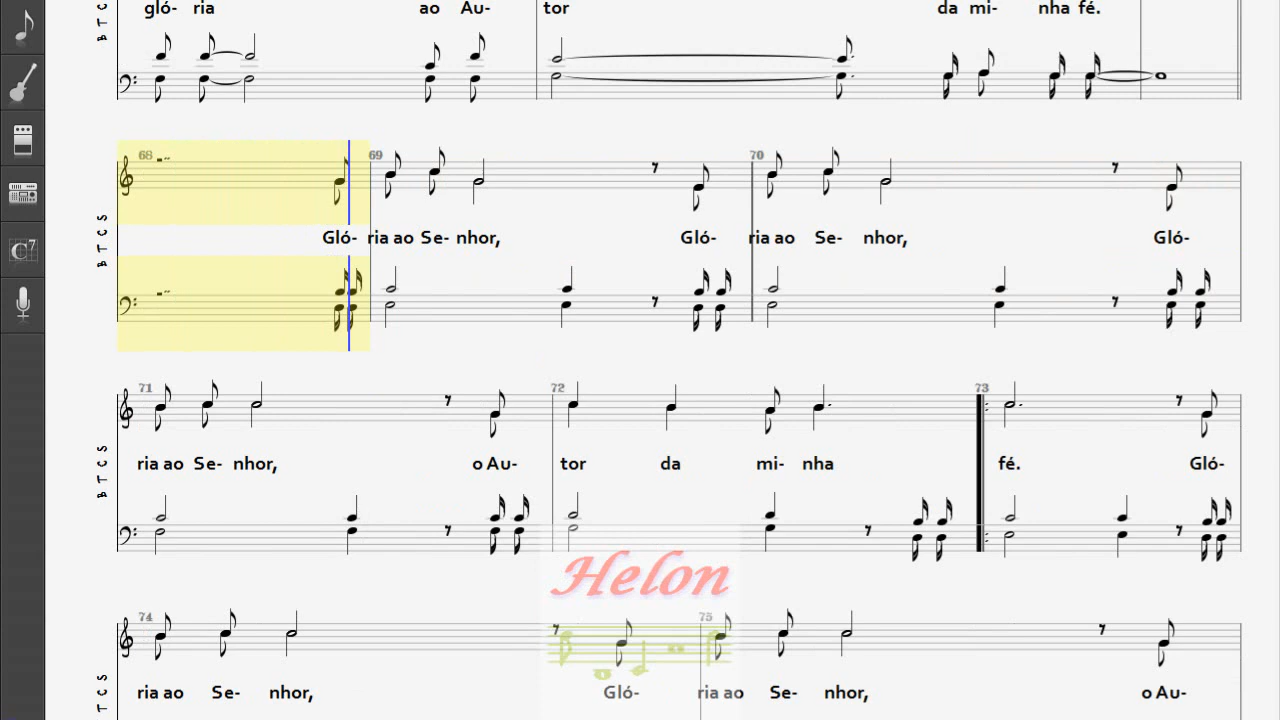 gló- ria ao Au- tor da mi- nha fé.
B T C S
68 69 70
Gló- ria ao Se- nhor, Gló- ria ao Se- nhor, Gló-
B T C S
C7
71 72 73
ria ao Se- nhor, o Au- tor da mi- nha fé. Gló-
B T C S
Helon
74 75
ria ao Se- nhor, Gló- ria ao Se- nhor, o Au-
T C S